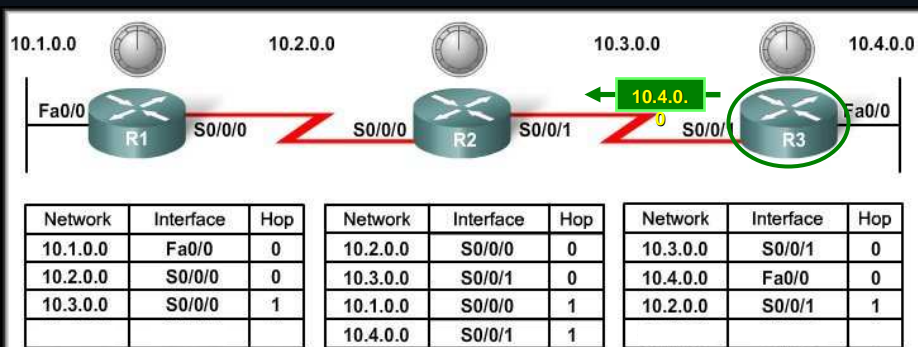 10.1.0.0 10.2.0.0 10.3.0.0 10.4.0.0
10.4.0.
0
Fa0/0 S0/0/0 S0/0/0 S0/0/1 S0/0/1 Fa0/0
R1 R2 R3
Network Interface Hop Network Interface Hop Network Interface Hop
10.1.0.0 Fa0/0 0 10.2.0.0 S0/0/0 0 10.3.0.0 S0/0/1 0
10.2.0.0 S0/0/0 0 10.3.0.0 S0/0/1 0 10.4.0.0 Fa0/0 0
10.3.0.0 S0/0/0 1 10.1.0.0 S0/0/0 1 10.2.0.0 S0/0/1 1
10.4.0.0 S0/0/1 1